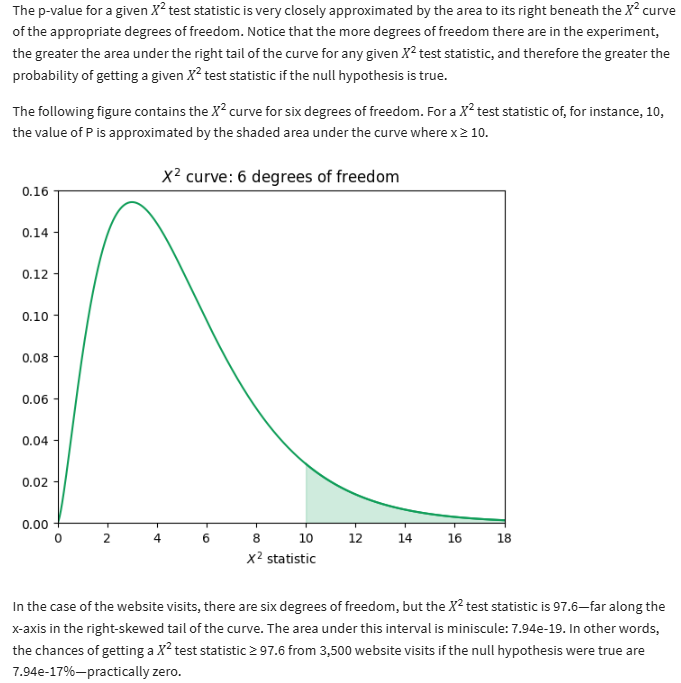 The p-value for a given X² test statistic is very closely approximated by the area to its right beneath the X² curve
of the appropriate degrees of freedom. Notice that the more degrees of freedom there are in the experiment,
the greater the area under the right tail of the curve for any given X² test statistic, and therefore the greater the
probability of getting a given X² test statistic if the null hypothesis is true.
The following figure contains the X² curve for six degrees of freedom. For a X² test statistic of, for instance, 10,
the value of P is approximated by the shaded area under the curve where x ≥ 10.
X² curve: 6 degrees of freedom
0.16
0.14
0.12
0.10
0.08
0.06
0.04
0.02
0.00
0 2 4 6 8 10 12 14 16 18
X² statistic
In the case of the website visits, there are six degrees of freedom, but the X² test statistic is 97.6—far along the
x-axis in the right-skewed tail of the curve. The area under this interval is miniscule: 7.94e-19. In other words,
the chances of getting a X² test statistic ≥ 97.6 from 3,500 website visits if the null hypothesis were true are
7.94e-17%—practically zero.